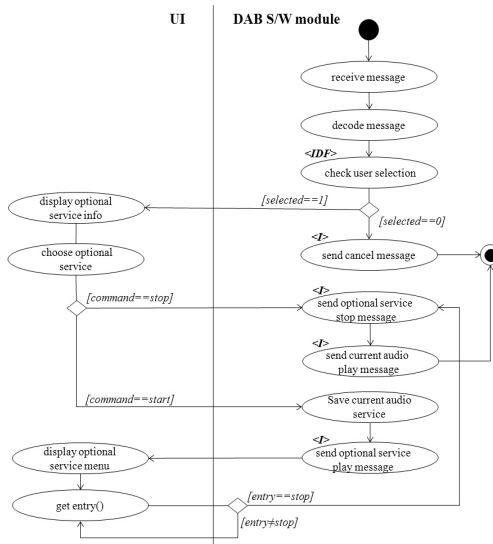 UI
DAB S/W module
receive message
decode message
<IDF>
check user selection
[selected==1]
[selected==0]
display optional
service info
choose optional
service
<I>
send cancel message
[command==stop]
<I>
send optional service
stop message
<I>
send current audio
play message
[command==start]
Save current audio
service
<I>
send optional service
play message
display optional
service menu
get entry()
[entry==stop]
[entry≠stop]